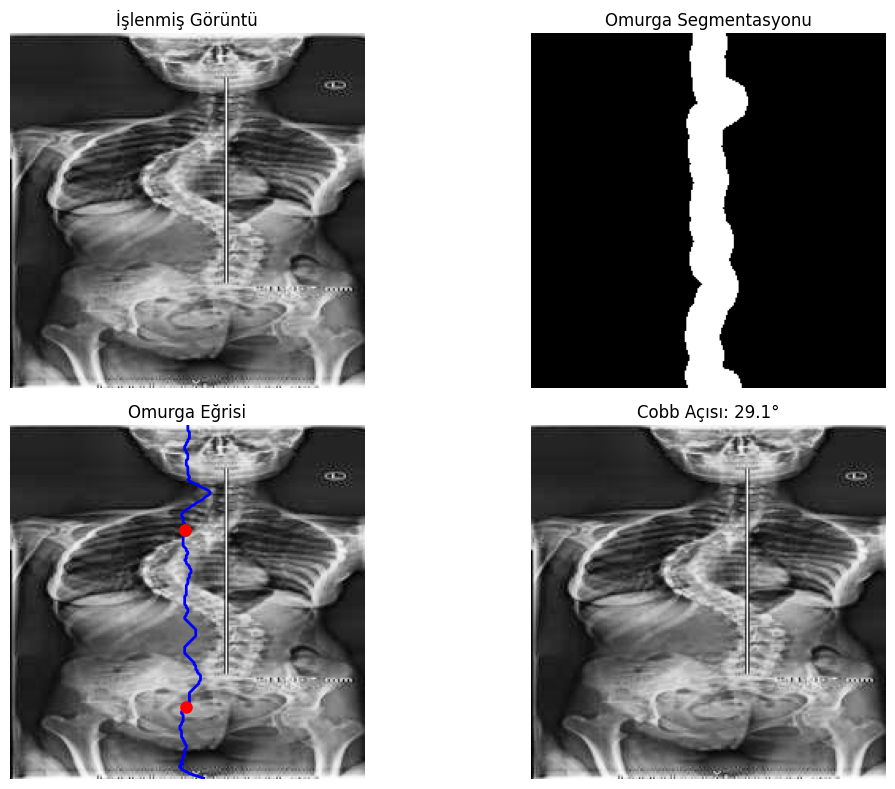 İşlenmiş Görüntü
Omurga Segmentasyonu
Omurga Eğrisi
Cobb Açısı: 29.1°